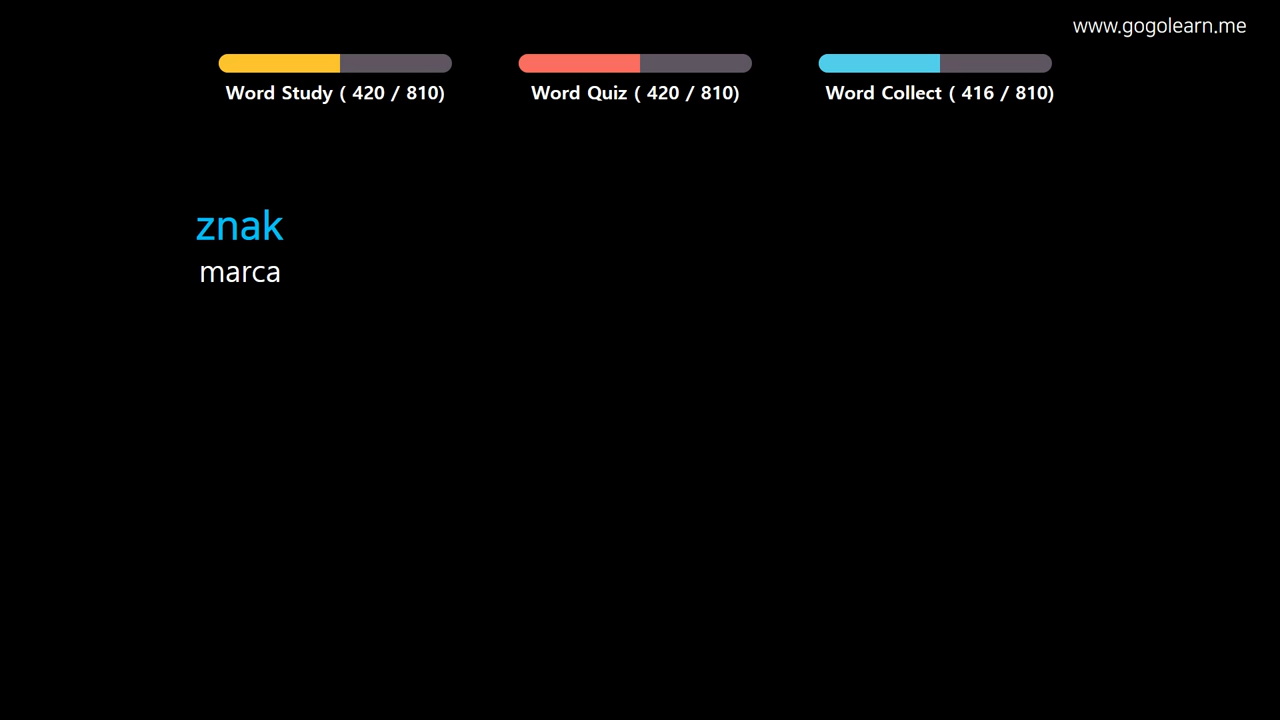 www.gogolearn.me
Word Study ( 420 / 810)
Word Quiz ( 420 / 810)
Word Collect ( 416 / 810)
znak
marca